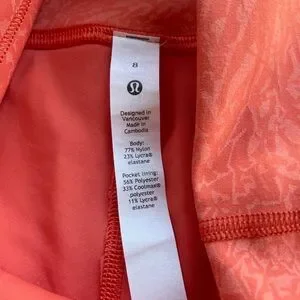 8
Designed in
Vancouver
Made in
Cambodia
Body:
77% Nylon
23% Lycra®
elastane
Pocket lining:
56% Polyester
33% Coolmax®
polyester
11% Lycra®
elastane